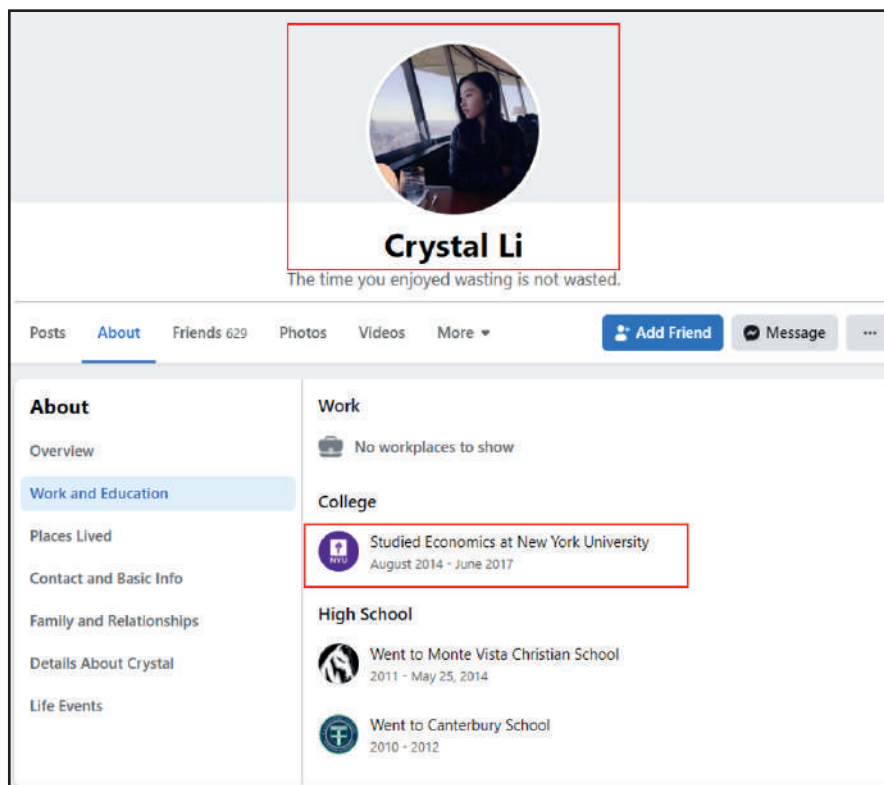 Crystal Li
The time you enjoyed wasting is not wasted.
Posts About Friends 629 Photos Videos More Add Friend Message ...
About
Overview
Work and Education
Places Lived
Contact and Basic Info
Family and Relationships
Details About Crystal
Life Events
Work
No workplaces to show
College
NYU
Studied Economics at New York University
August 2014 - June 2017
High School
Went to Monte Vista Christian School
2011 - May 25, 2014
Went to Canterbury School
2010 - 2012